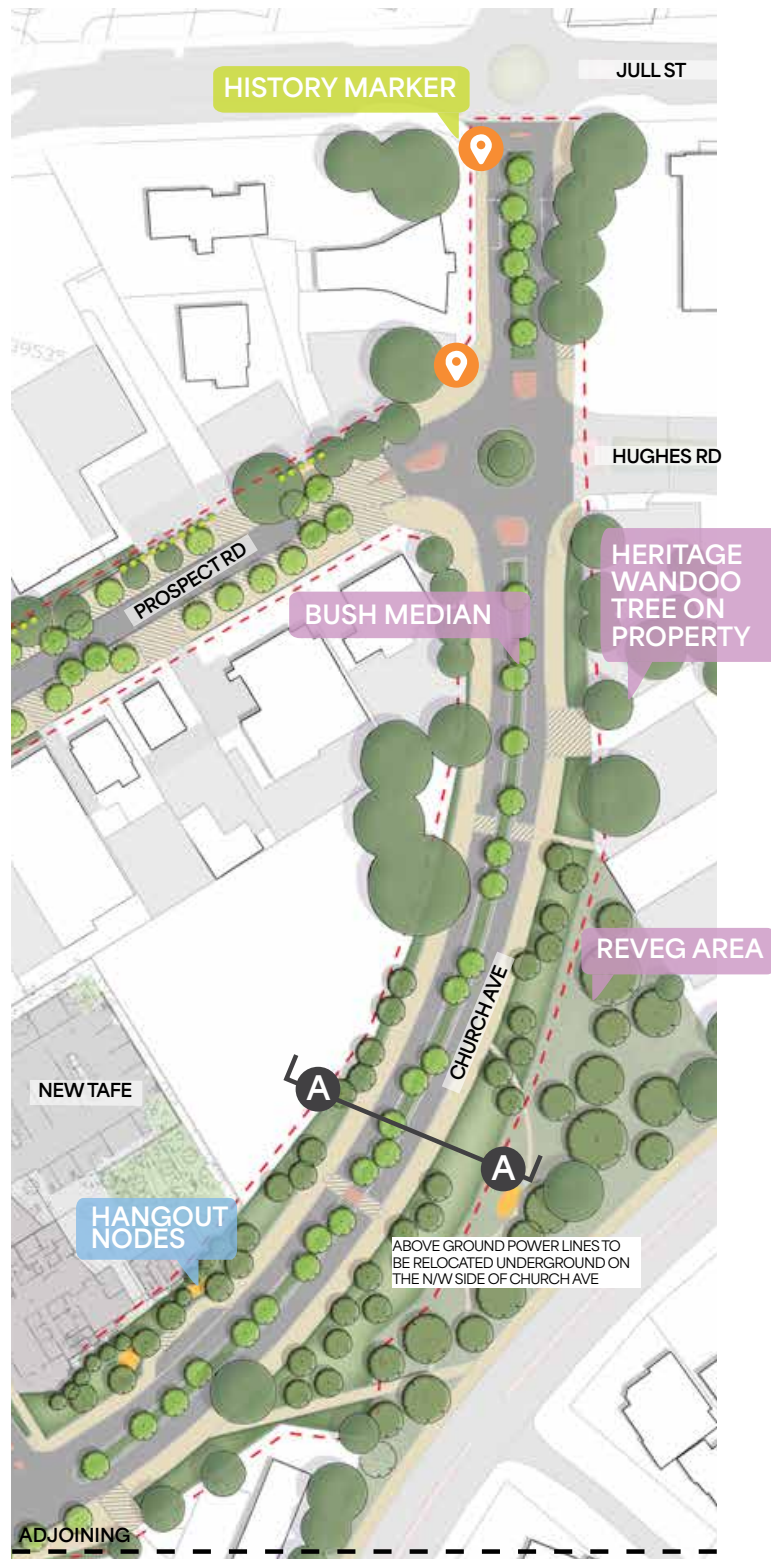 JULL ST
HISTORY MARKER
39535
HUGHES RD
PROSPECT RD
HERITAGE
WANDOO
TREE ON
PROPERTY
BUSH MEDIAN
REVEG AREA
CHURCH AVE
NEW TAFE
A
A
HANGOUT
NODES
ABOVE GROUND POWER LINES TO
BE RELOCATED UNDERGROUND ON
THE N/W SIDE OF CHURCH AVE
ADJOINING